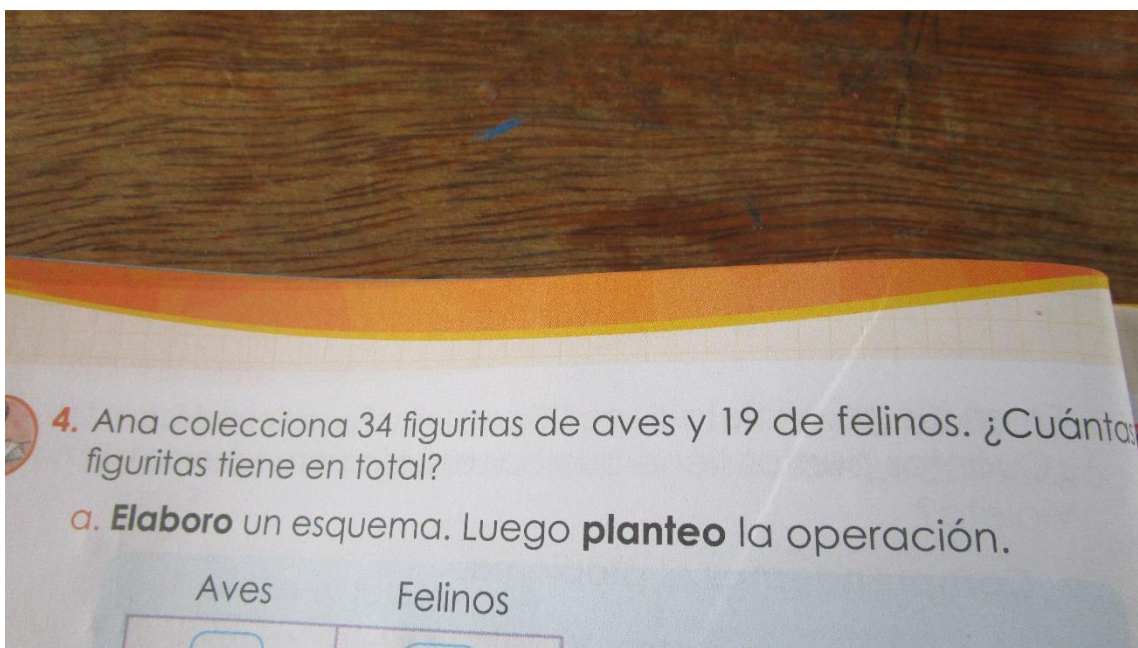 4. Ana colecciona 34 figuritas de aves y 19 de felinos. ¿Cuántas
figuritas tiene en total?
a. Elaboro un esquema. Luego planteo la operación.
Aves Felinos